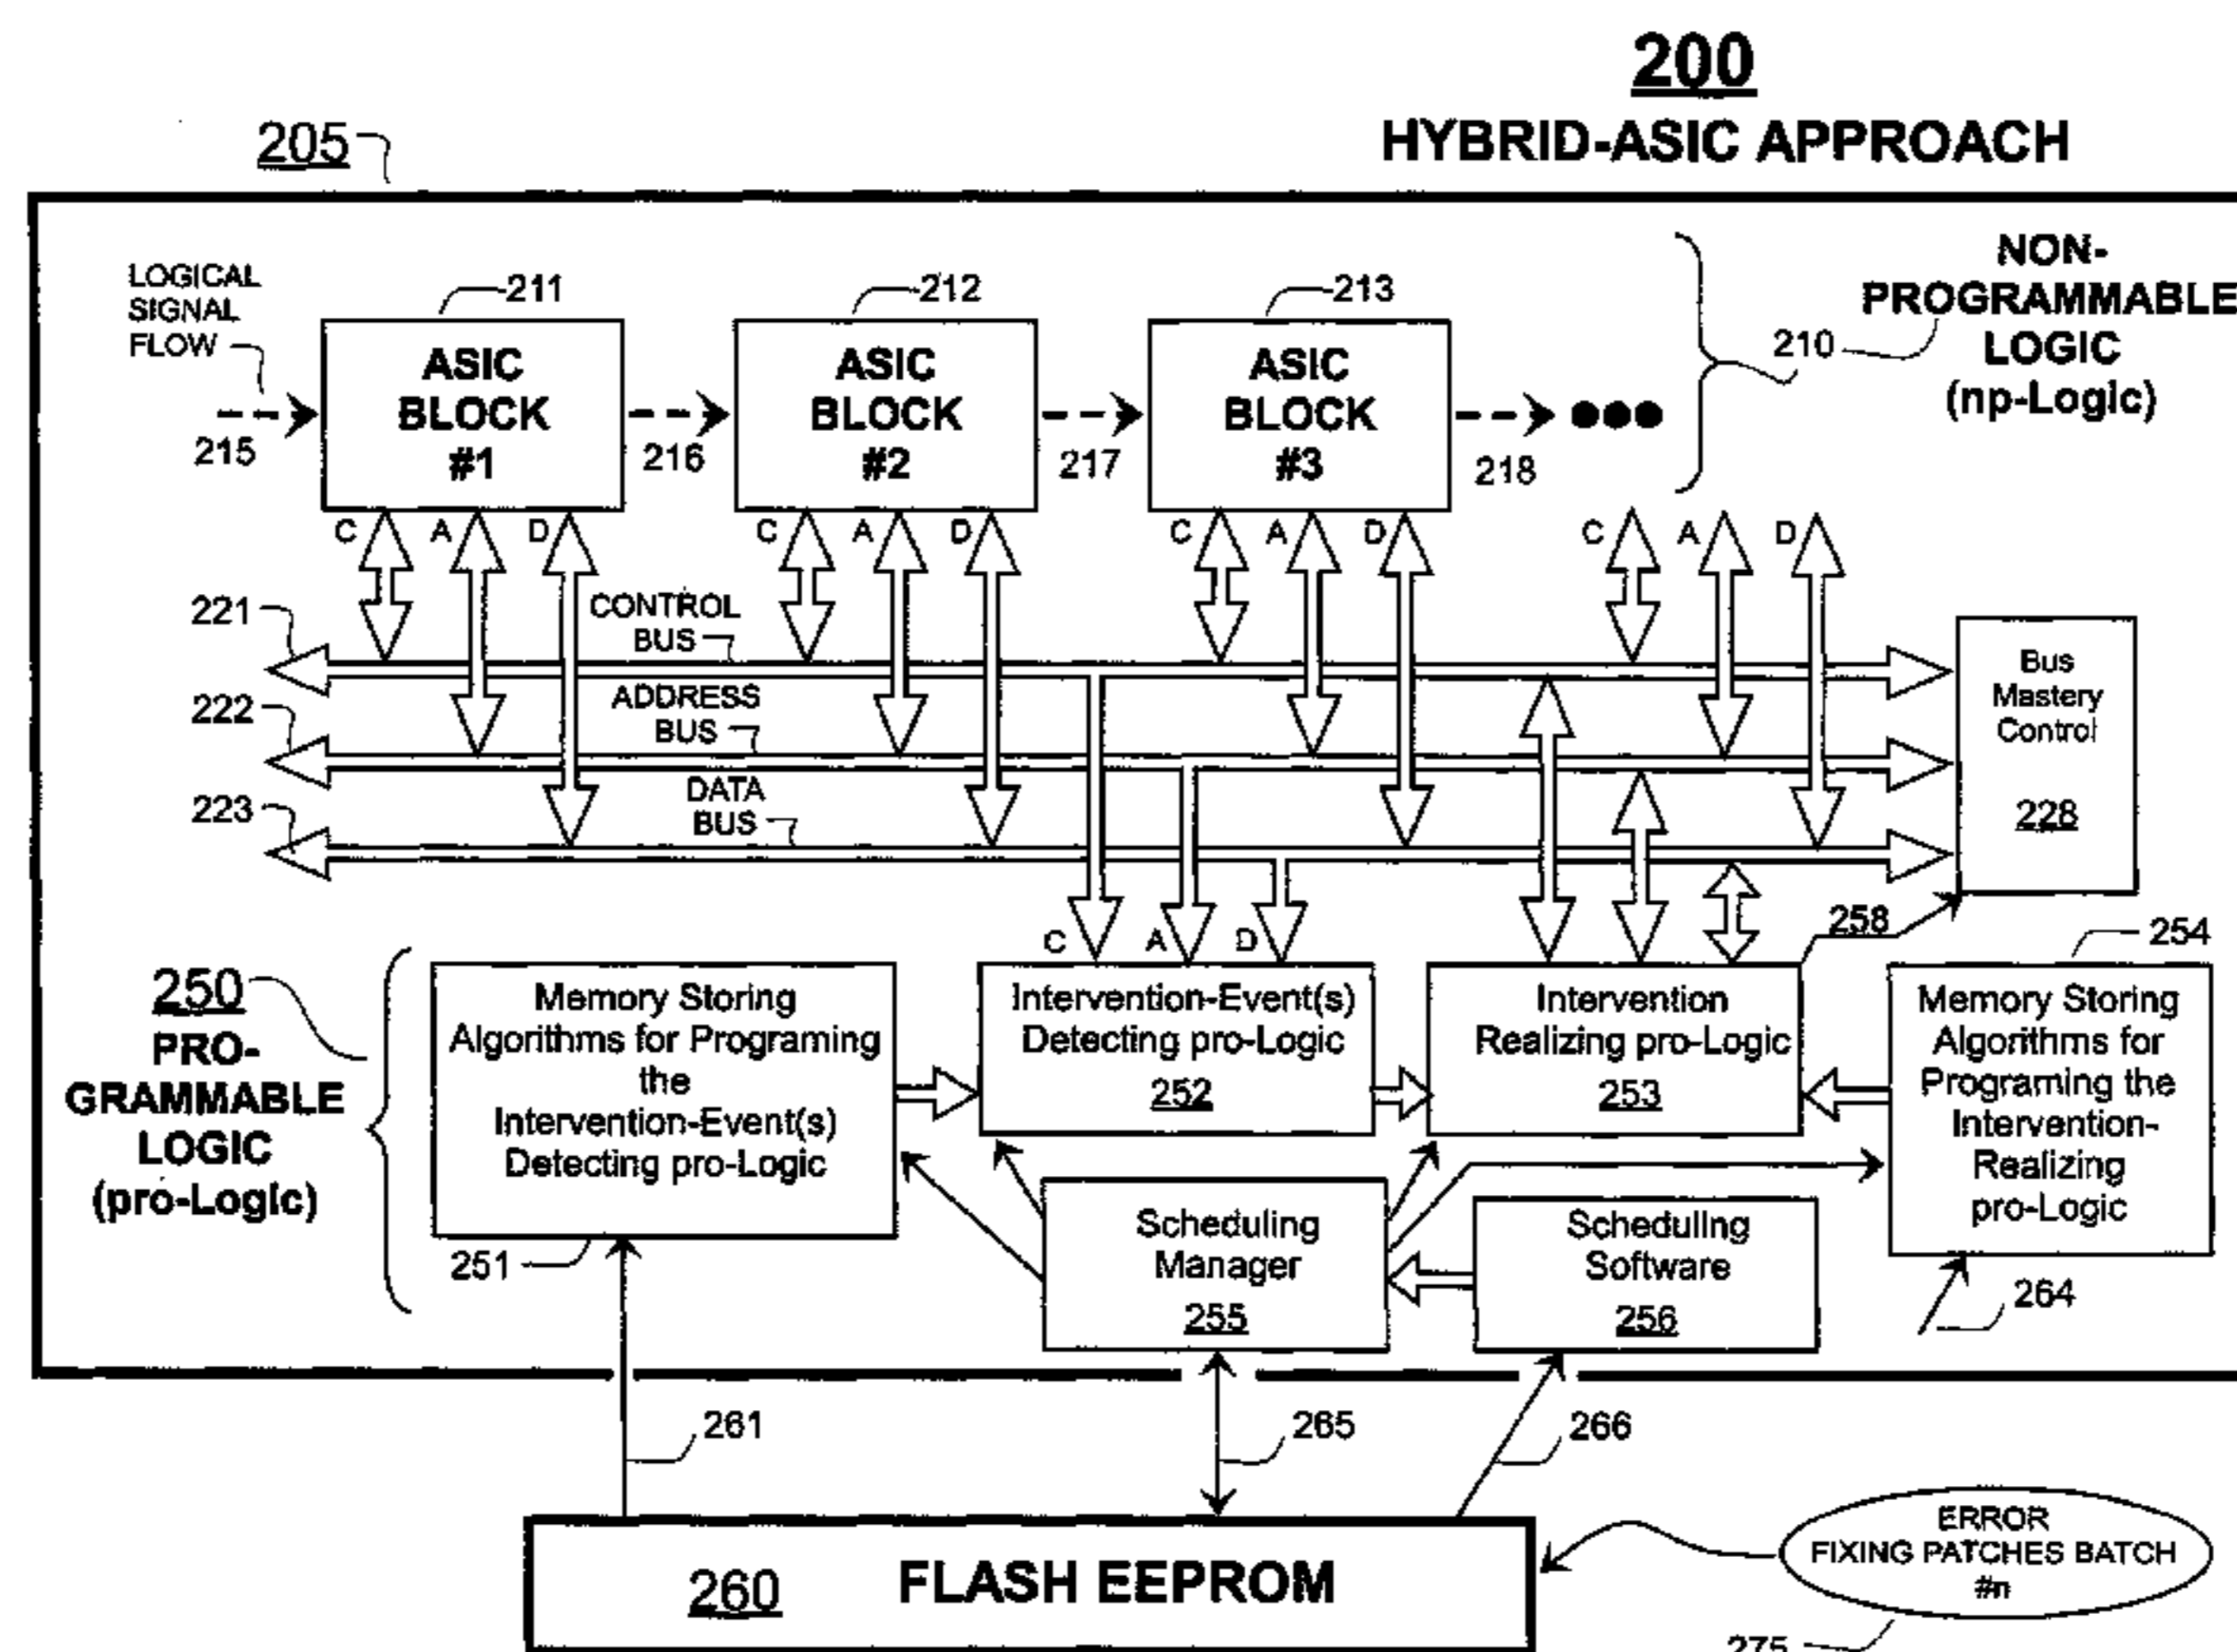 200
HYBRID-ASIC APPROACH
205
NON-
PROGRAMMABLE
LOGIC
(np-Logic)
210
LOGICAL
SIGNAL
FLOW
211
212
213
ASIC
BLOCK
#1
ASIC
BLOCK
#2
ASIC
BLOCK
#3
215
216
217
218
C A D
C A D
C A D
C A D
221
CONTROL
BUS
222
ADDRESS
BUS
223
DATA
BUS
Bus
Mastery
Control
228
C A D
258
254
250
PRO-
GRAMMABLE
LOGIC
(pro-Logic)
Memory Storing
Algorithms for Programing
the
Intervention-Event(s)
Detecting pro-Logic
251
Intervention-Event(s)
Detecting pro-Logic
252
Intervention
Realizing pro-Logic
253
Memory Storing
Algorithms for
Programing the
Intervention-
Realizing
pro-Logic
Scheduling
Manager
255
Scheduling
Software
256
264
261
265
266
260 FLASH EEPROM
ERROR
FIXING PATCHES BATCH
#n
275